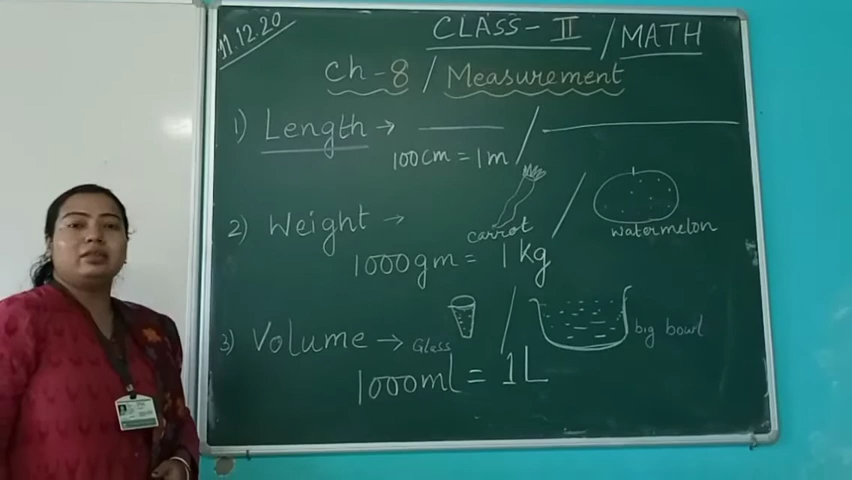 11.12.20
CLASS - II / MATH
Ch - 8 / Measurement
1) Length →
100cm = 1m
2) Weight →
carrot
watermelon
1000gm = 1kg
3) Volume → Glass
big bowl
1000ml = 1L